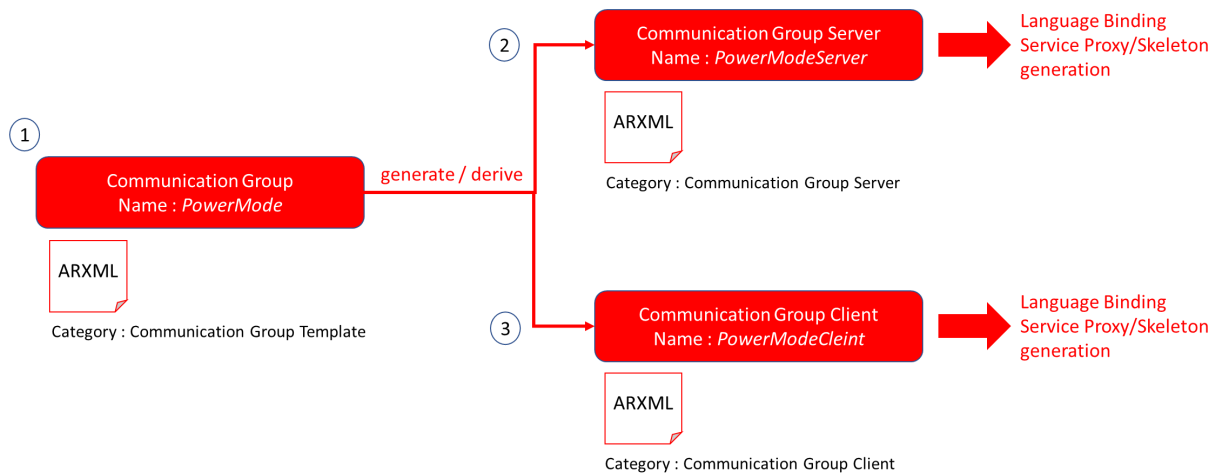 1
Communication Group
Name : PowerMode
generate / derive
ARXML
Category : Communication Group Template
2
Communication Group Server
Name : PowerModeServer
Language Binding
Service Proxy/Skeleton
generation
ARXML
Category : Communication Group Server
3
Communication Group Client
Name : PowerModeCleint
Language Binding
Service Proxy/Skeleton
generation
ARXML
Category : Communication Group Client